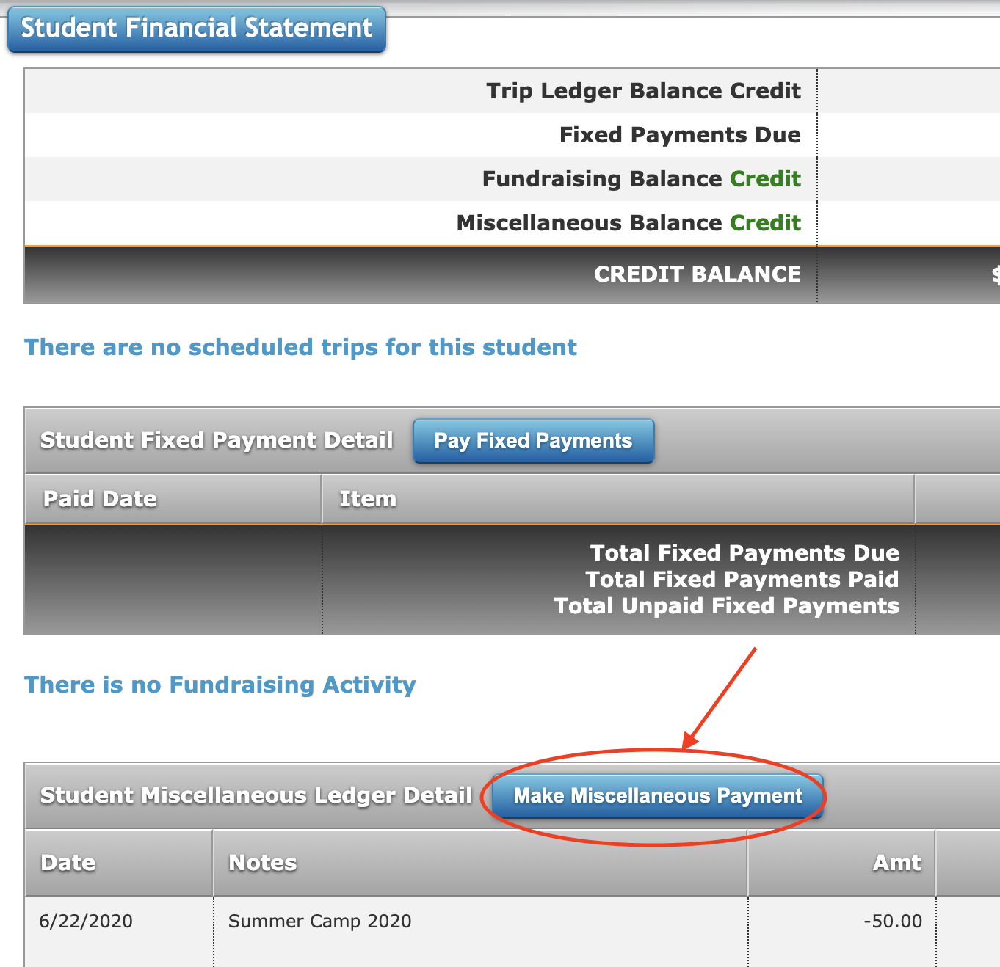 Student Financial Statement
Trip Ledger Balance Credit
Fixed Payments Due
Fundraising Balance Credit
Miscellaneous Balance Credit
CREDIT BALANCE $
There are no scheduled trips for this student
Student Fixed Payment Detail Pay Fixed Payments
Paid Date Item
Total Fixed Payments Due
Total Fixed Payments Paid
Total Unpaid Fixed Payments
There is no Fundraising Activity
Student Miscellaneous Ledger Detail Make Miscellaneous Payment
Date Notes Amt
6/22/2020 Summer Camp 2020 -50.00